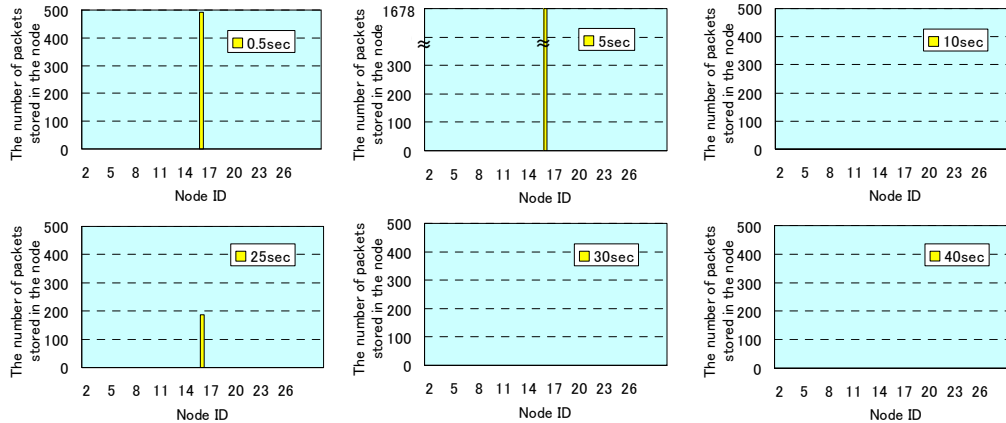 The number of packets
stored in the node
500
400
300
200
100
0
0.5sec
2 5 8 11 14 17 20 23 26
Node ID
The number of packets
stored in the node
1678
≈
≈
300
200
100
0
5sec
2 5 8 11 14 17 20 23 26
Node ID
The number of packets
stored in the node
500
400
300
200
100
0
10sec
2 5 8 11 14 17 20 23 26
Node ID
The number of packets
stored in the node
500
400
300
200
100
0
25sec
2 5 8 11 14 17 20 23 26
Node ID
The number of packets
stored in the node
500
400
300
200
100
0
30sec
2 5 8 11 14 17 20 23 26
Node ID
The number of packets
stored in the node
500
400
300
200
100
0
40sec
2 5 8 11 14 17 20 23 26
Node ID